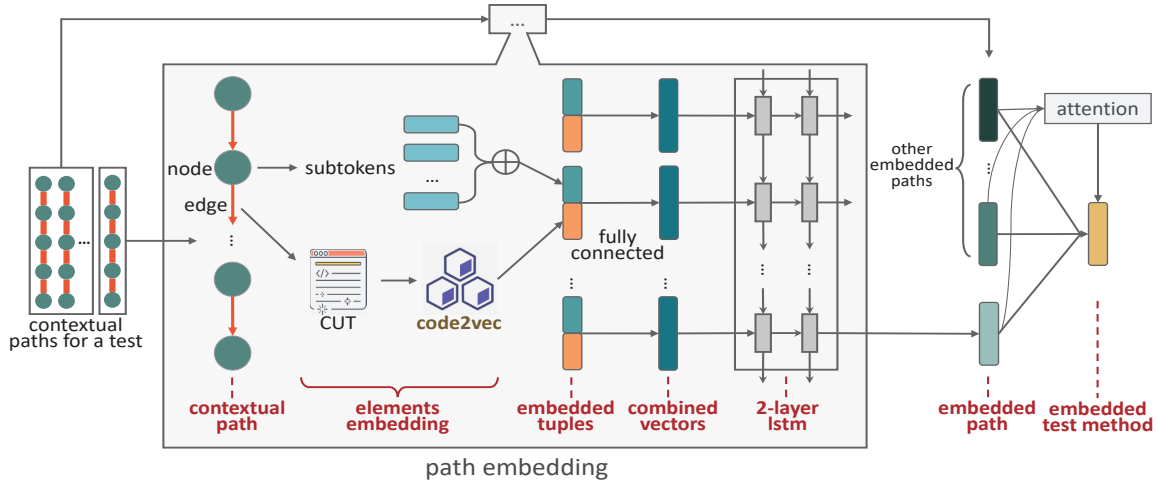 ...
attention
other
embedded
paths
...
node
subtokens
...
edge
...
...
fully
connected
...
... ...
</>
CUT
code2vec
contextual
paths for a test
contextual
path
elements
embedding
embedded
tuples
combined
vectors
2-layer
lstm
embedded
path
embedded
test method
path embedding